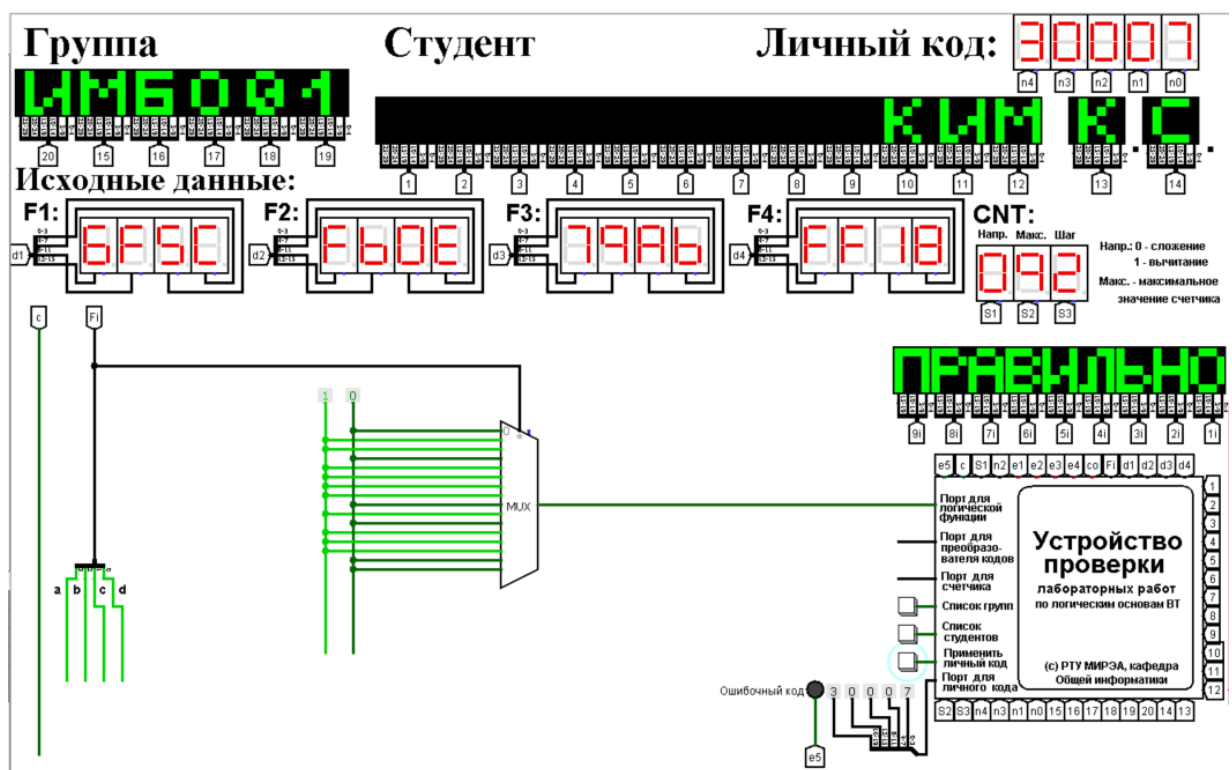 Группа Студент Личный код: 30007
n4 n3 n2 n1 n0
ИМБО01 КИМ К. С.
20 15 16 17 18 19
1 2 3 4 5 6 7 8 9 10 11 12 13 14
Исходные данные:
F1: 6F5C F2: F60E F3: 79Ab F4: FF18 CNT:
d1 d2 d3 d4
Напр. Макс. Шаг
092
S1 S2 S3
Напр.: 0 - сложение
1 - вычитание
Макс. - максимальное
значение счетчика
c Fi
1 0
ПРАВИЛЬНО
9i 8i 7i 6i 5i 4i 3i 2i 1i
0
MUX
e5 c S1 n2 e1 e2 e3 e4 co Fi d1 d2 d3 d4
Порт для
логической
функции
Порт для
преобразо-
вателя кодов
Порт для
счетчика
Список групп
Список
студентов
Применить
личный код
Порт для
личного кода
Устройство
проверки
лабораторных работ
по логическим основам ВТ
(с) РТУ МИРЭА, кафедра
Общей информатики
1
2
3
4
5
6
7
8
9
10
11
12
a b c d
Ошибочный код 3 0 0 0 7
e5
S2 S3 n4 n3 n1 n0 15 16 17 18 19 20 14 13